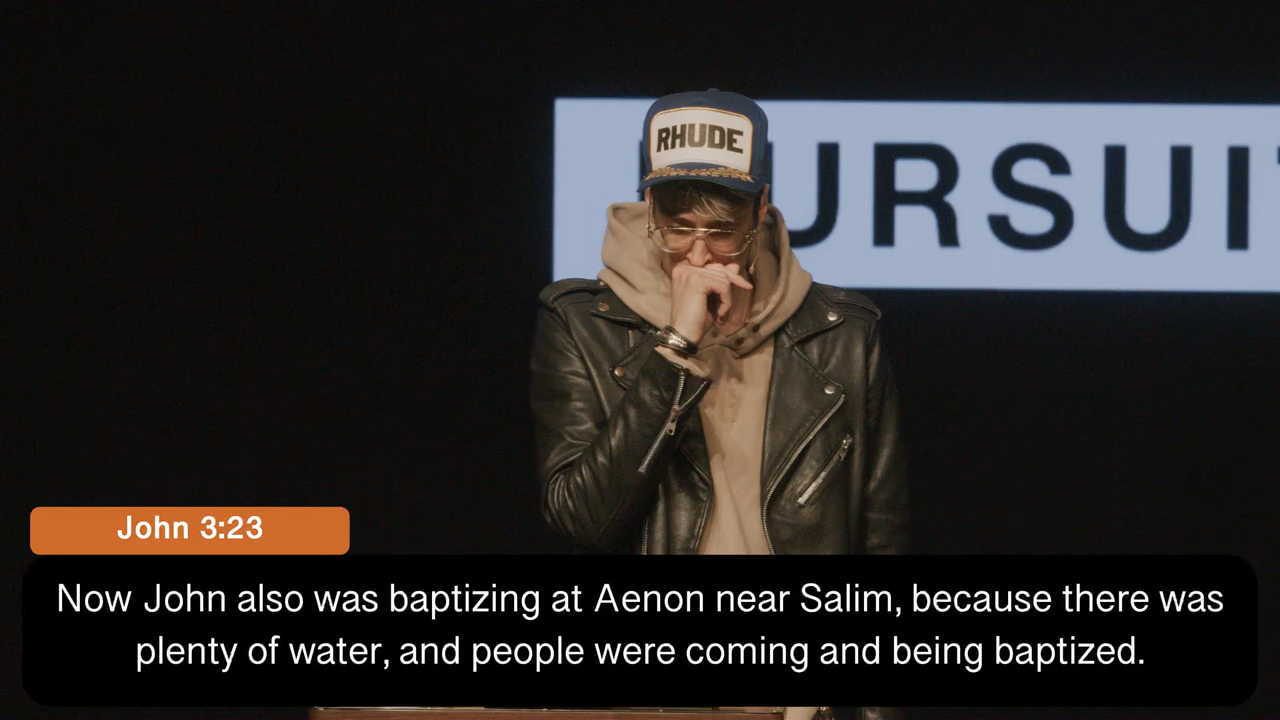 RHUDE
PURSUIT
John 3:23
Now John also was baptizing at Aenon near Salim, because there was
plenty of water, and people were coming and being baptized.